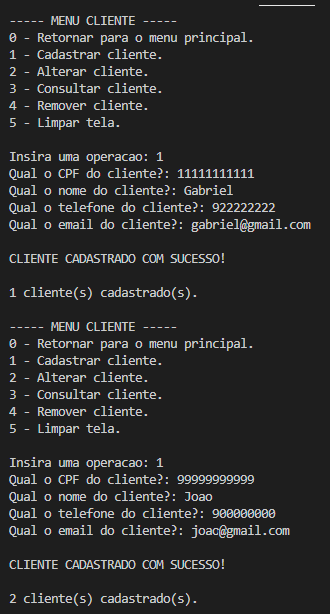 ----- MENU CLIENTE -----
0 - Retornar para o menu principal.
1 - Cadastrar cliente.
2 - Alterar cliente.
3 - Consultar cliente.
4 - Remover cliente.
5 - Limpar tela.
Insira uma operacao: 1
Qual o CPF do cliente?: 11111111111
Qual o nome do cliente?: Gabriel
Qual o telefone do cliente?: 922222222
Qual o email do cliente?: gabriel@gmail.com
CLIENTE CADASTRADO COM SUCESSO!
1 cliente(s) cadastrado(s).
----- MENU CLIENTE -----
0 - Retornar para o menu principal.
1 - Cadastrar cliente.
2 - Alterar cliente.
3 - Consultar cliente.
4 - Remover cliente.
5 - Limpar tela.
Insira uma operacao: 1
Qual o CPF do cliente?: 99999999999
Qual o nome do cliente?: Joao
Qual o telefone do cliente?: 900000000
Qual o email do cliente?: joao@gmail.com
CLIENTE CADASTRADO COM SUCESSO!
2 cliente(s) cadastrado(s).